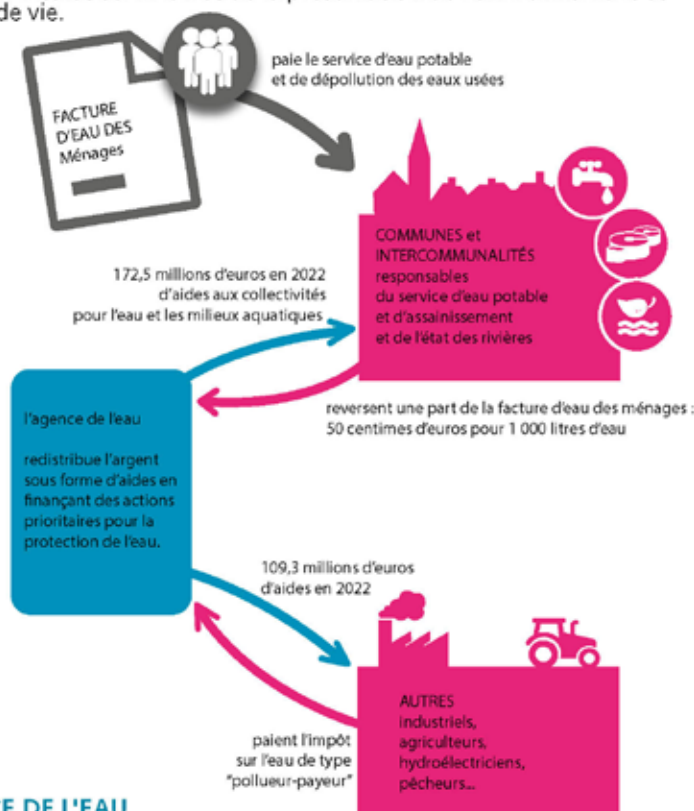 de vie.
FACTURE
D'EAU DES
Ménages
paie le service d'eau potable
et de dépollution des eaux usées
COMMUNES et
INTERCOMMUNALITÉS
responsables
du service d'eau potable
et d'assainissement
et de l'état des rivières
172,5 millions d'euros en 2022
d'aides aux collectivités
pour l'eau et les milieux aquatiques
reversent une part de la facture d'eau des ménages :
50 centimes d'euros pour 1 000 litres d'eau
l'agence de l'eau
redistribue l'argent
sous forme d'aides en
finançant des actions
prioritaires pour la
protection de l'eau.
109,3 millions d'euros
d'aides en 2022
AUTRES
industriels,
agriculteurs,
hydroélectriciens,
pêcheurs...
paient l'impôt
sur l'eau de type
"pollueur-payeur"
DE L'EAU